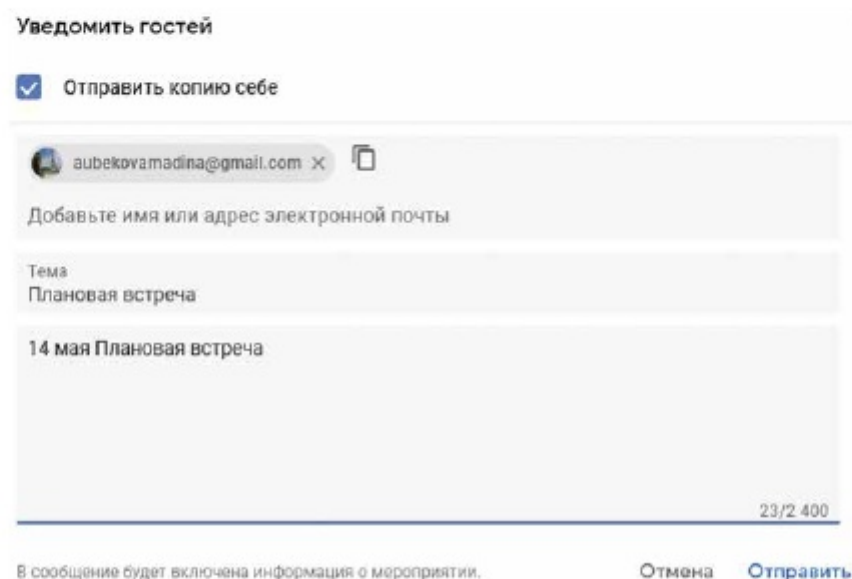 Уведомить гостей
Отправить копию себе
aubekovamadina@gmail.com ×
Добавьте имя или адрес электронной почты
Тема
Плановая встреча
14 мая Плановая встреча
23/2 400
В сообщение будет включена информация о мероприятии.
Отмена Отправить